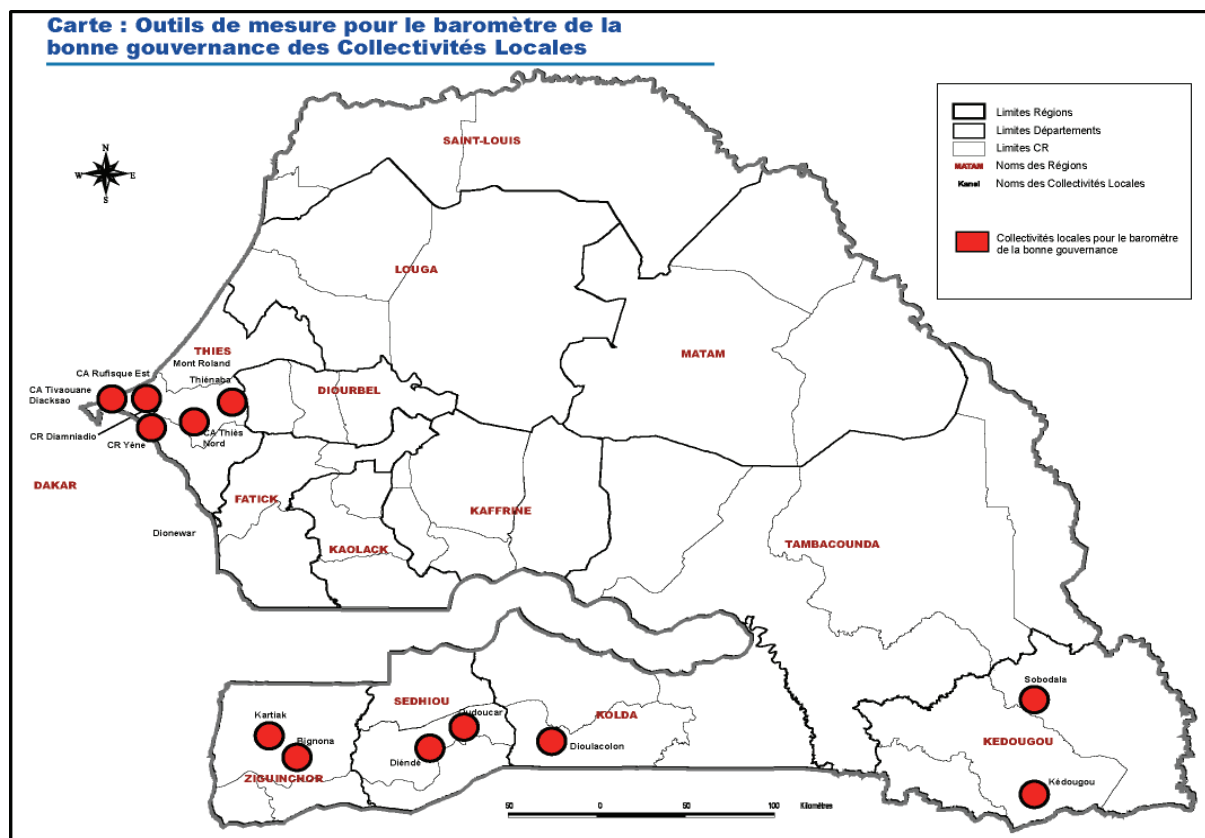 Carte : Outils de mesure pour le baromètre de la
bonne gouvernance des Collectivités Locales
Limites Régions
Limites Départements
Limites CR
MATAM Noms des Régions
Kanel Noms des Collectivités Locales
Collectivités locales pour le baromètre
de la bonne gouvernance
N
W E
S
SAINT-LOUIS
LOUGA
MATAM
THIES
Mont Roland
Thiénaba
CA Rufisque Est
CA Tivaouane
Diacksao
DIOURBEL
CR Diamniadio
CR Yène
CA Thiès
Nord
DAKAR
FATICK
KAFFRINE
Dionewar
KAOLACK
TAMBACOUNDA
Sobodala
SEDHIOU
Oudoucar
KOLDA
Kartiak
Bignona
Diénde
Dioulacolon
KEDOUGOU
ZIGUINCHOR
Kédougou
50 0 50 100 Kilomètres